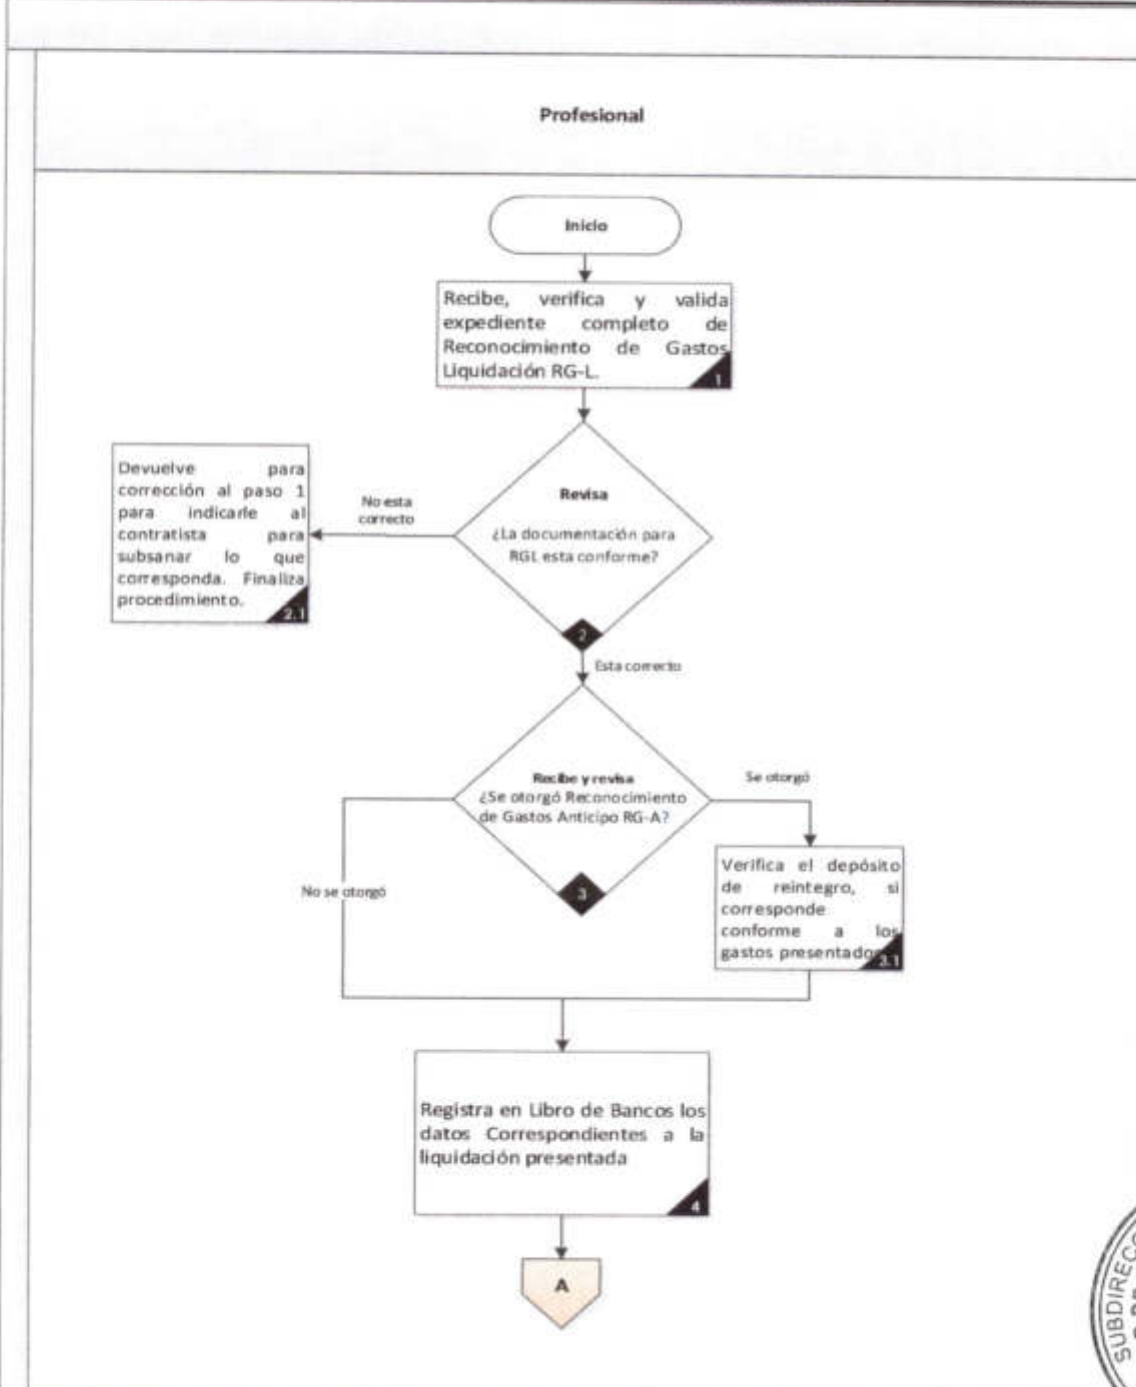 Profesional
Inicio
Recibe, verifica y valida
expediente completo de
Reconocimiento de Gastos
Liquidación RG-L.
1
Revisa
¿La documentación para
RGL esta conforme?
2
No esta
correcto
Devuelve para
corrección al paso 1
para indicarle al
contratista para
subsanar lo que
corresponda. Finaliza
procedimiento.
2.1
Esta correcto
Recibe y revisa
¿Se otorgó Reconocimiento
de Gastos Anticipo RG-A?
3
Se otorgó
No se otorgó
Verifica el depósito
de reintegro, si
corresponde
conforme a los
gastos presentado
3.1
Registra en Libro de Bancos los
datos Correspondientes a la
liquidación presentada
4
A
SUBDIRECC